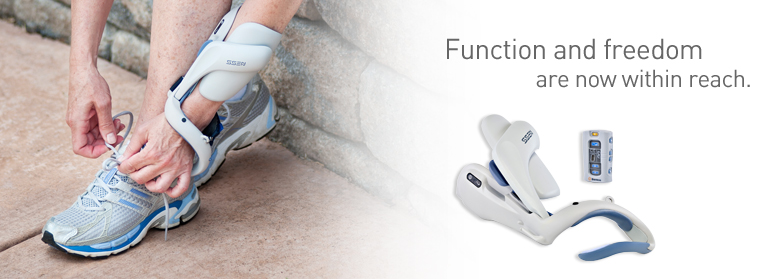 Function and freedom
are now within reach.